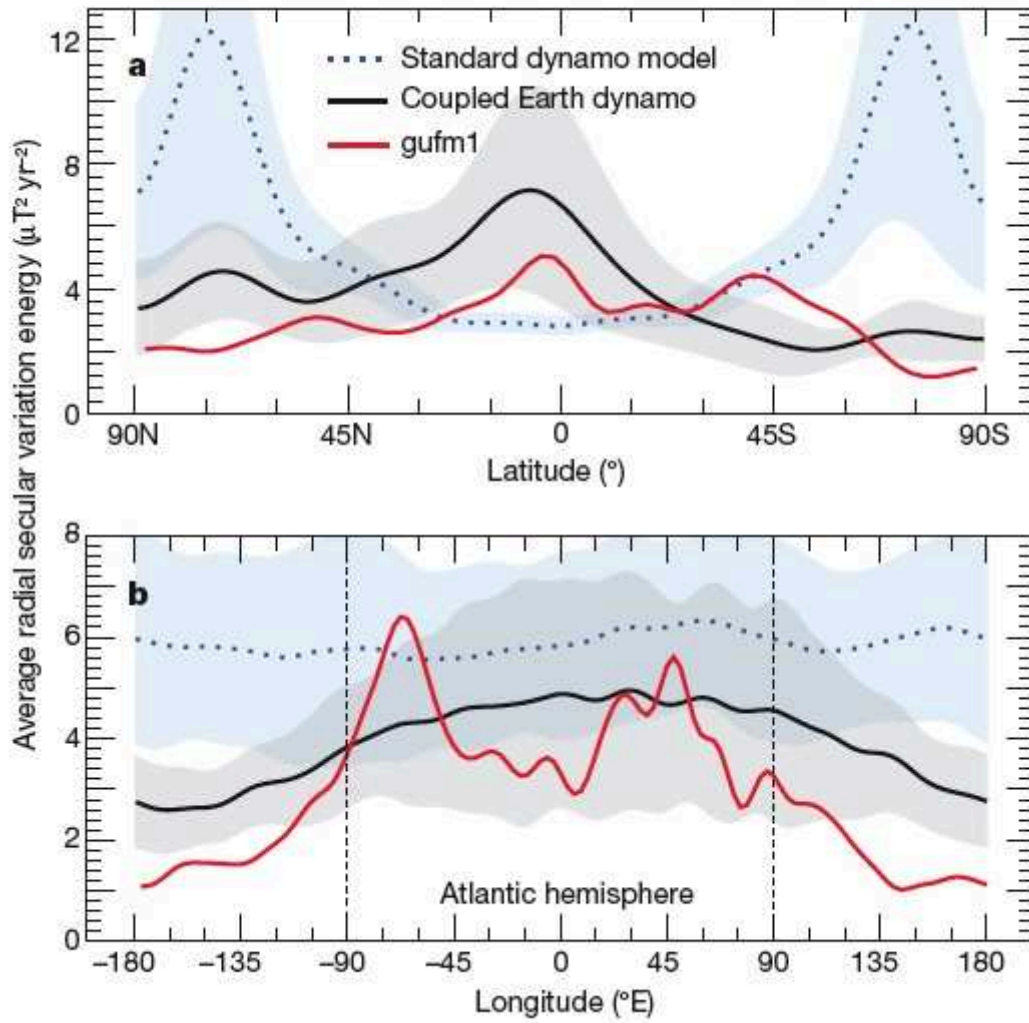 Average radial secular variation energy (μT² yr⁻²)
a
Standard dynamo model
Coupled Earth dynamo
gufm1
12
8
4
0
90N 45N 0 45S 90S
Latitude (°)
b
8
6
4
2
0
Atlantic hemisphere
–180 –135 –90 –45 0 45 90 135 180
Longitude (°E)